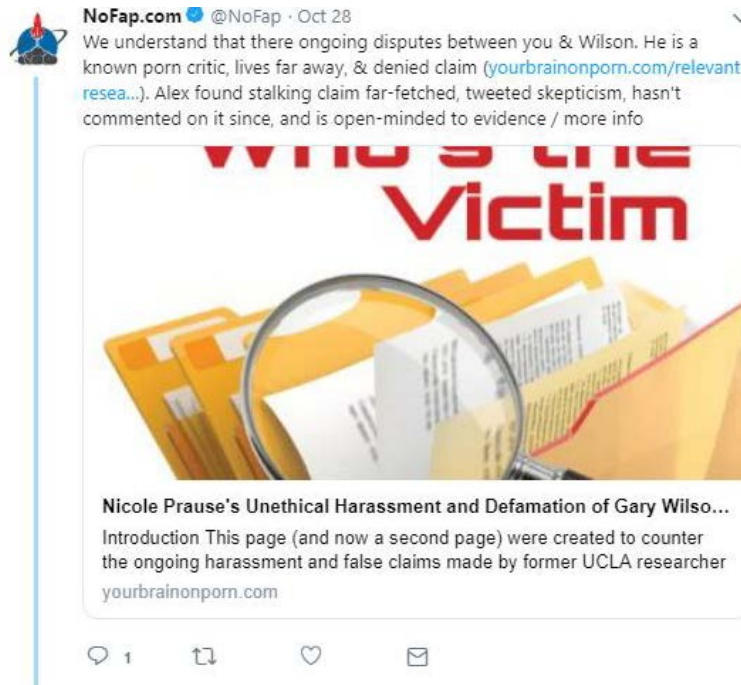 NoFap.com @NoFap · Oct 28
We understand that there ongoing disputes between you & Wilson. He is a
known porn critic, lives far away, & denied claim (yourbrainonporn.com/relevant
resea...). Alex found stalking claim far-fetched, tweeted skepticism, hasn't
commented on it since, and is open-minded to evidence / more info
Who's the
Victim
Nicole Prause's Unethical Harassment and Defamation of Gary Wilso...
Introduction This page (and now a second page) were created to counter
the ongoing harassment and false claims made by former UCLA researcher
yourbrainonporn.com
1